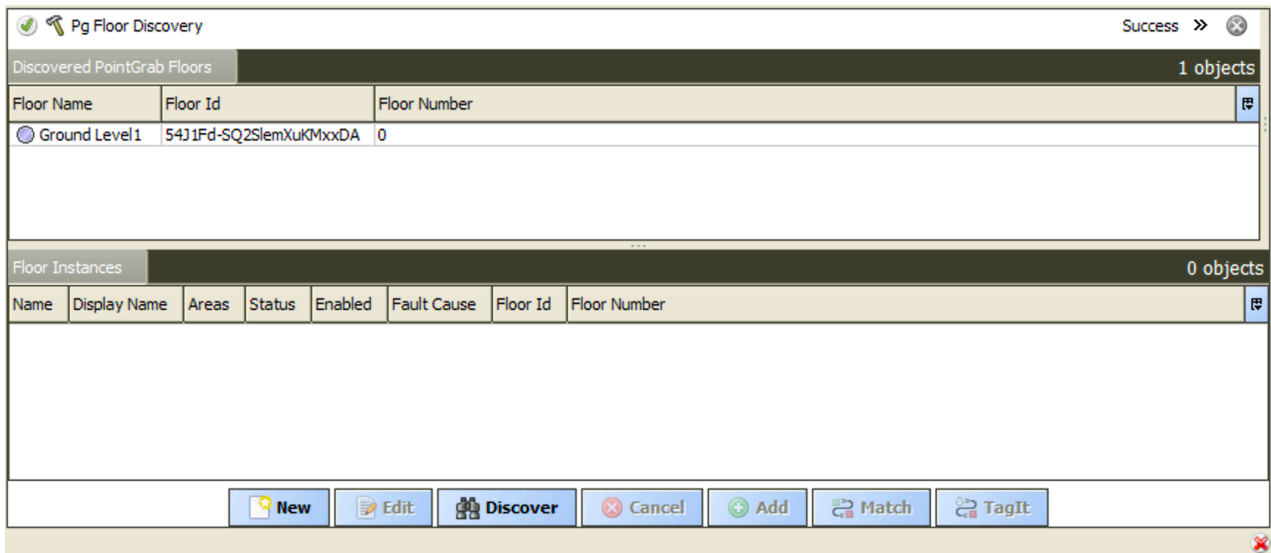 Pg Floor Discovery Success »
Discovered PointGrab Floors 1 objects
Floor Name Floor Id Floor Number
Ground Level1 54J1Fd-SQ2SlemXuKMxxDA 0
Floor Instances 0 objects
Name Display Name Areas Status Enabled Fault Cause Floor Id Floor Number
New Edit Discover Cancel Add Match TagIt